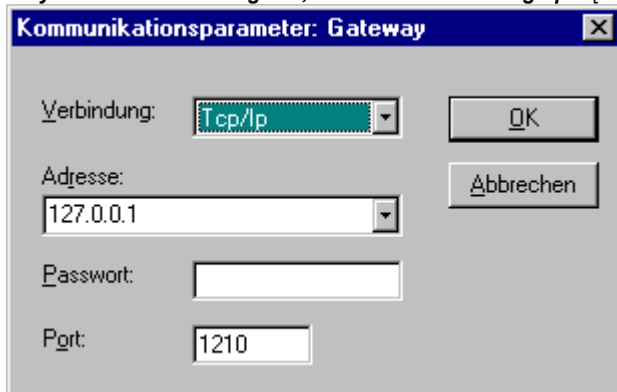 Kommunikationsparameter: Gateway
Verbindung: Tcp/Ip OK
Adresse: Abbrechen
127.0.0.1
Passwort:
Port: 1210